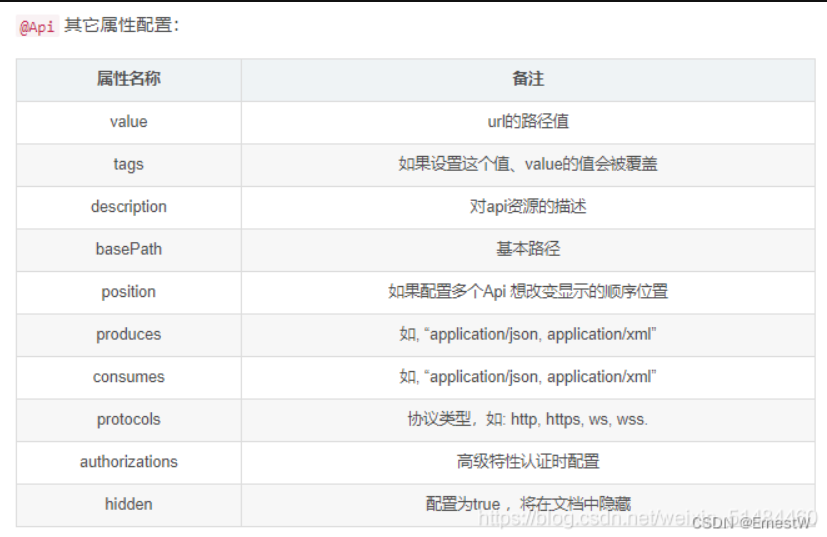 @Api 其它属性配置：
属性名称 备注
value url的路径值
tags 如果设置这个值、value的值会被覆盖
description 对api资源的描述
basePath 基本路径
position 如果配置多个Api 想改变显示的顺序位置
produces 如, “application/json, application/xml”
consumes 如, “application/json, application/xml”
protocols 协议类型，如: http, https, ws, wss.
authorizations 高级特性认证时配置
hidden 配置为true ，将在文档中隐藏
CSDN @ErnestW